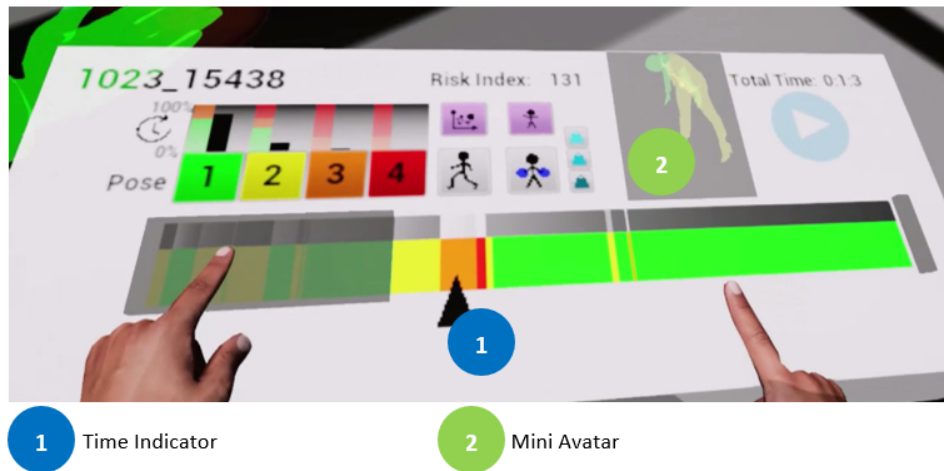 1023_15438
Risk Index: 131
Total Time: 0:1:3
100%
0%
Pose 1 2 3 4
2
1
1 Time Indicator
2 Mini Avatar